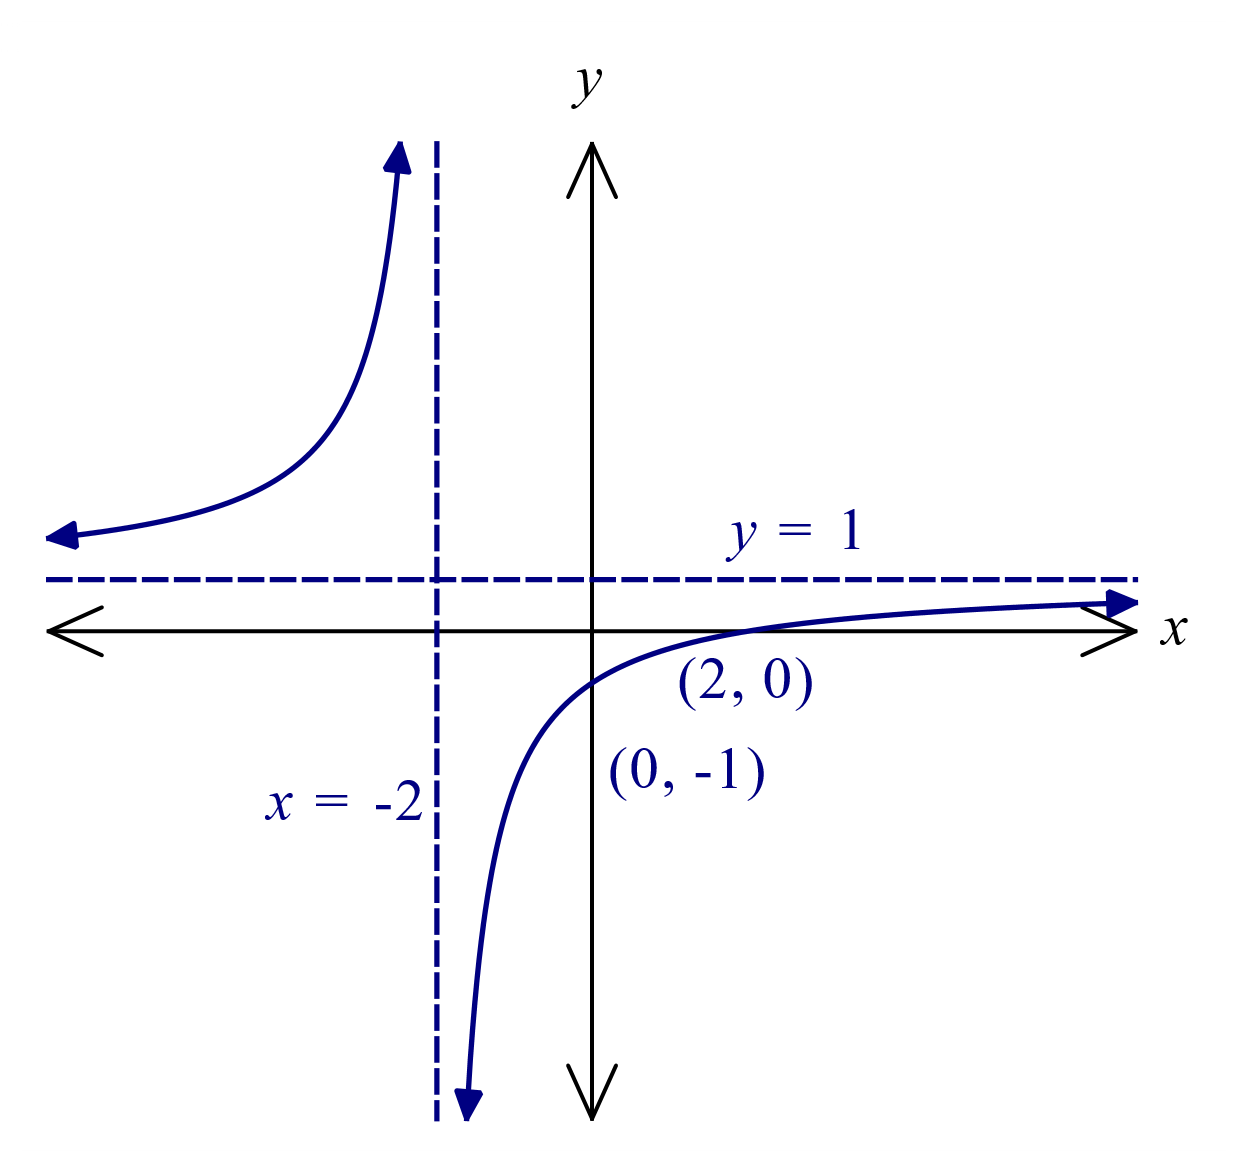 y
y = 1
x
(2, 0)
(0, -1)
x = -2